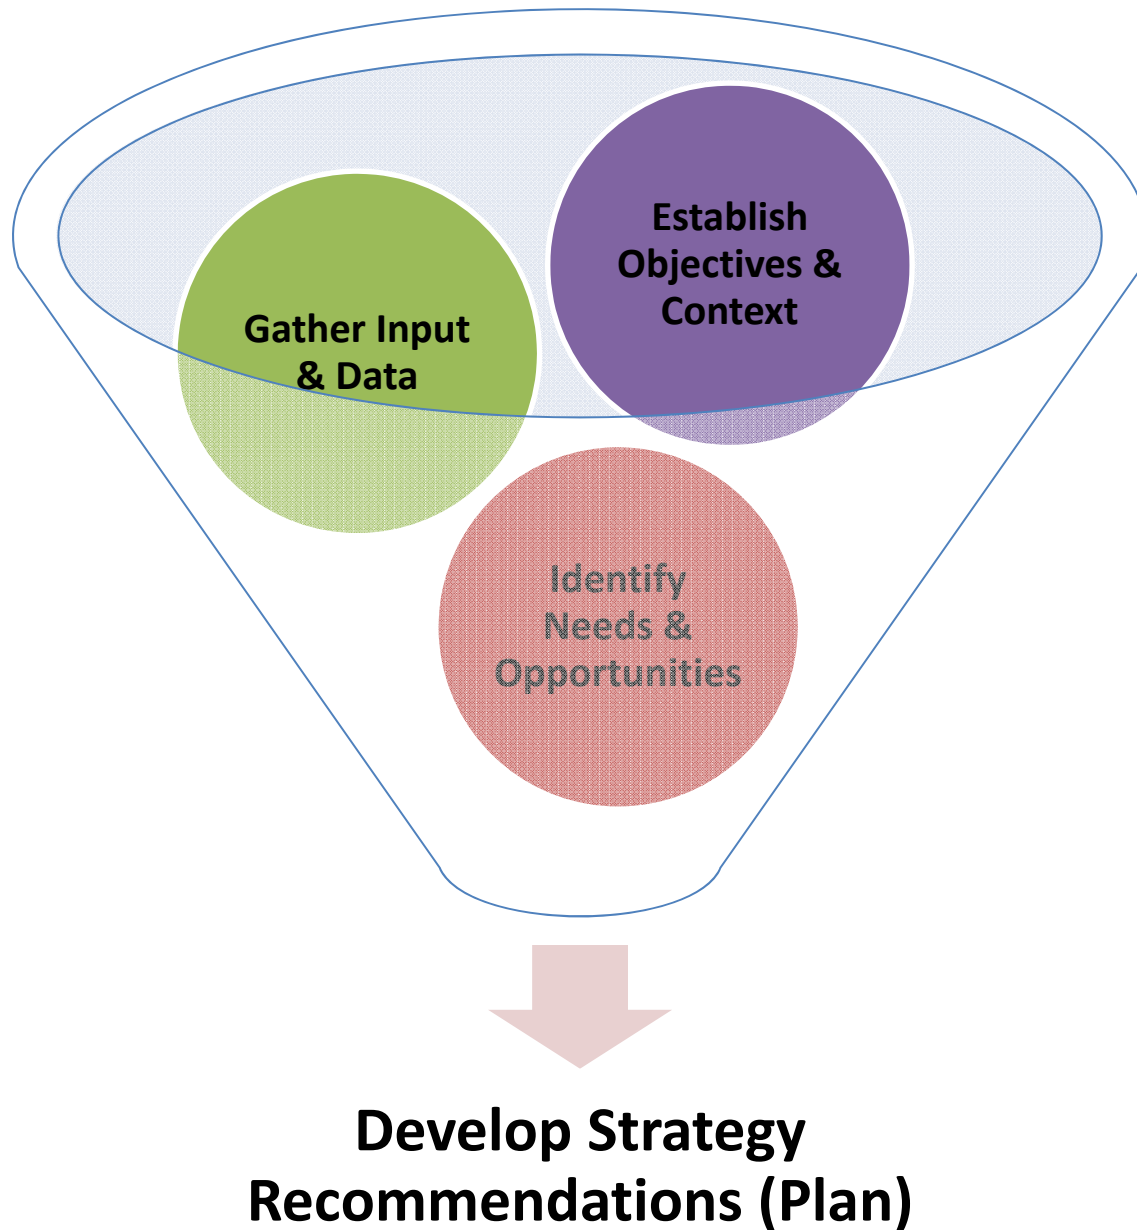 Establish
Objectives &
Context
Gather Input
& Data
Identify
Needs &
Opportunities
Develop Strategy
Recommendations (Plan)